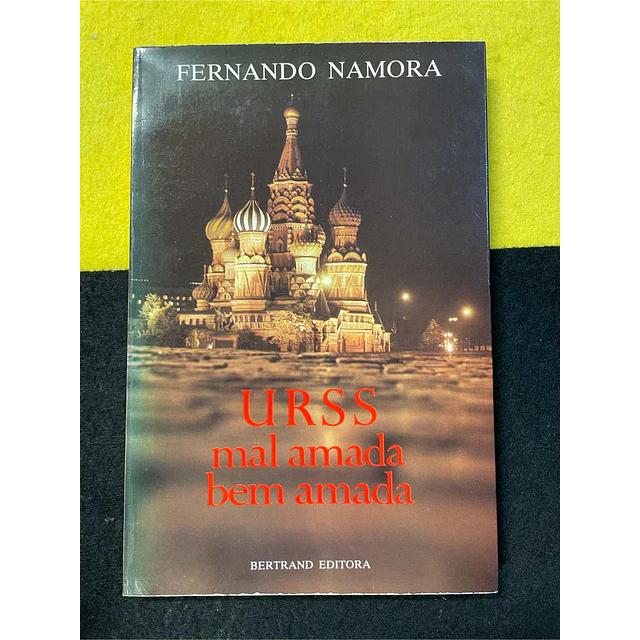 FERNANDO NAMORA
URSS
mal amada
bem amada
BERTRAND EDITORA